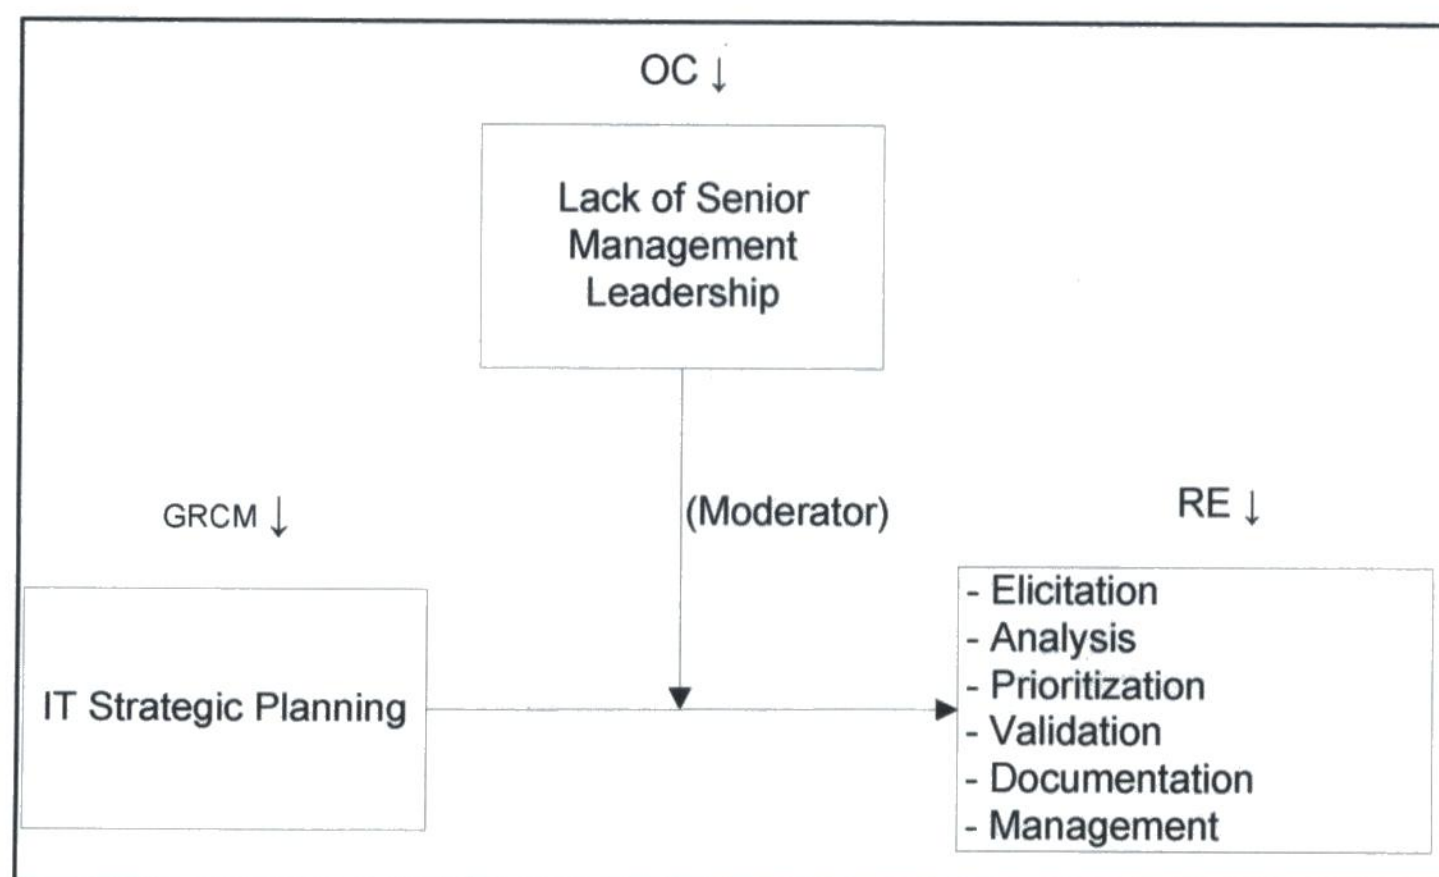 OC ↓
Lack of Senior
Management
Leadership
(Moderator)
GRCM ↓
RE ↓
IT Strategic Planning
- Elicitation
- Analysis
- Prioritization
- Validation
- Documentation
- Management